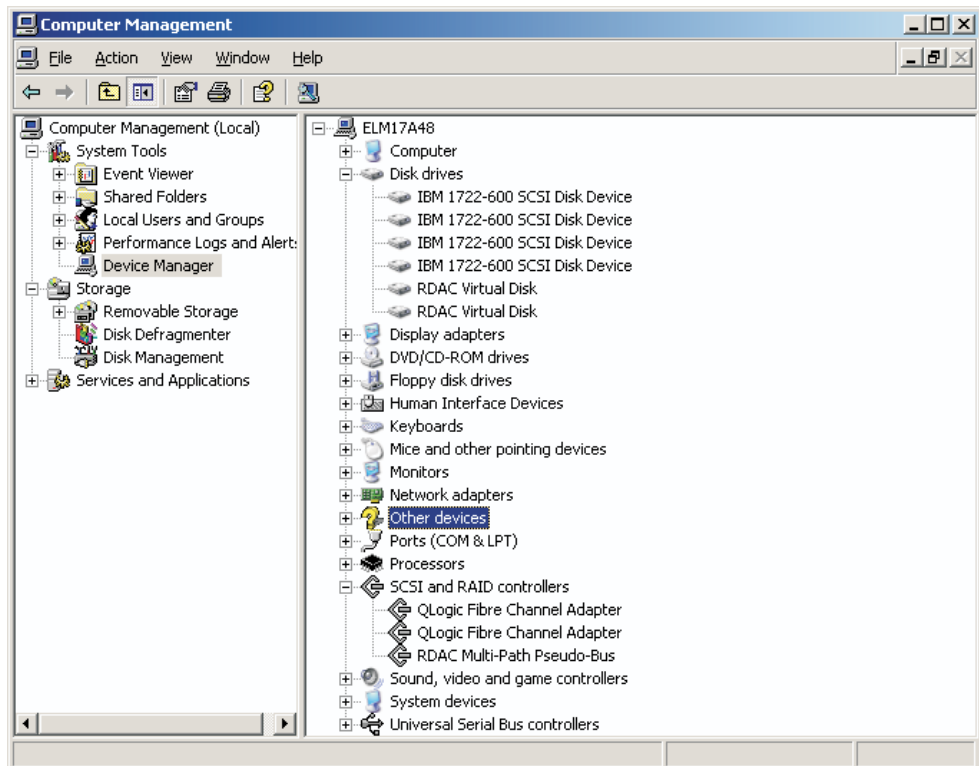 Computer Management
File Action View Window Help
Computer Management (Local)
System Tools
Event Viewer
Shared Folders
Local Users and Groups
Performance Logs and Alert
Device Manager
Storage
Removable Storage
Disk Defragmenter
Disk Management
Services and Applications
ELM17A48
Computer
Disk drives
IBM 1722-600 SCSI Disk Device
IBM 1722-600 SCSI Disk Device
IBM 1722-600 SCSI Disk Device
IBM 1722-600 SCSI Disk Device
RDAC Virtual Disk
RDAC Virtual Disk
Display adapters
DVD/CD-ROM drives
Floppy disk drives
Human Interface Devices
Keyboards
Mice and other pointing devices
Monitors
Network adapters
Other devices
Ports (COM & LPT)
Processors
SCSI and RAID controllers
QLogic Fibre Channel Adapter
QLogic Fibre Channel Adapter
RDAC Multi-Path Pseudo-Bus
Sound, video and game controllers
System devices
Universal Serial Bus controllers